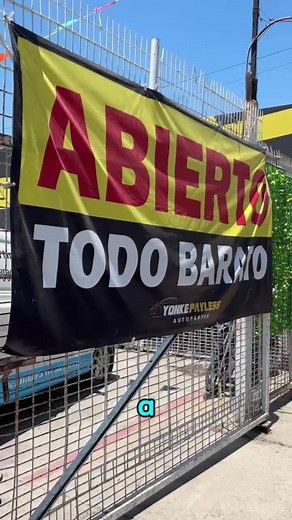 ABIERTO
TODO BARATO
YONKE PAYLESS
AUTOPARTES
a